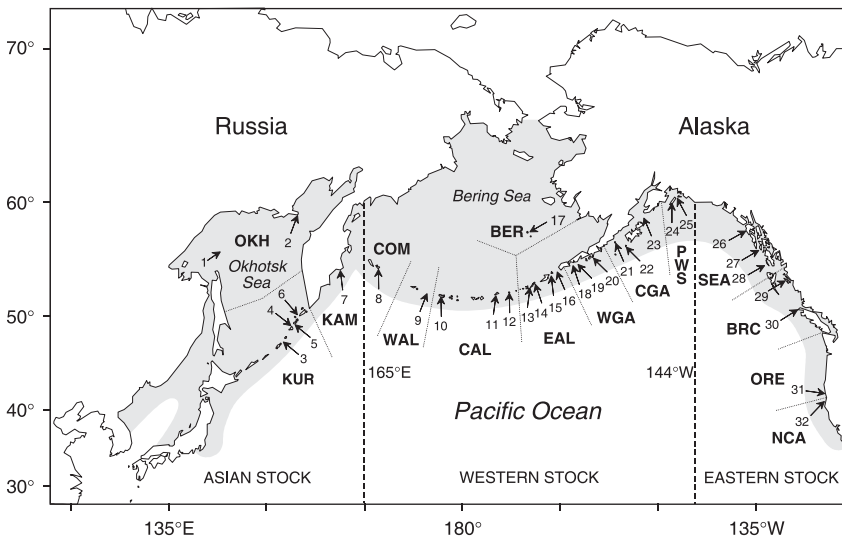 70°
60°
50°
40°
30°
Russia
Alaska
Bering Sea
BER
17
OKH
Okhotsk
Sea
1
2
COM
8
7
KAM
6
4
5
3
KUR
WAL
9
10
CAL
11
12
13
14
EAL
15
16
18
19
20
WGA
21
22
CGA
23
PWS
24
25
26
27
SEA
28
29
30
BRC
165°E
144°W
ORE
31
32
NCA
Pacific Ocean
ASIAN STOCK
WESTERN STOCK
EASTERN STOCK
135°E
180°
135°W